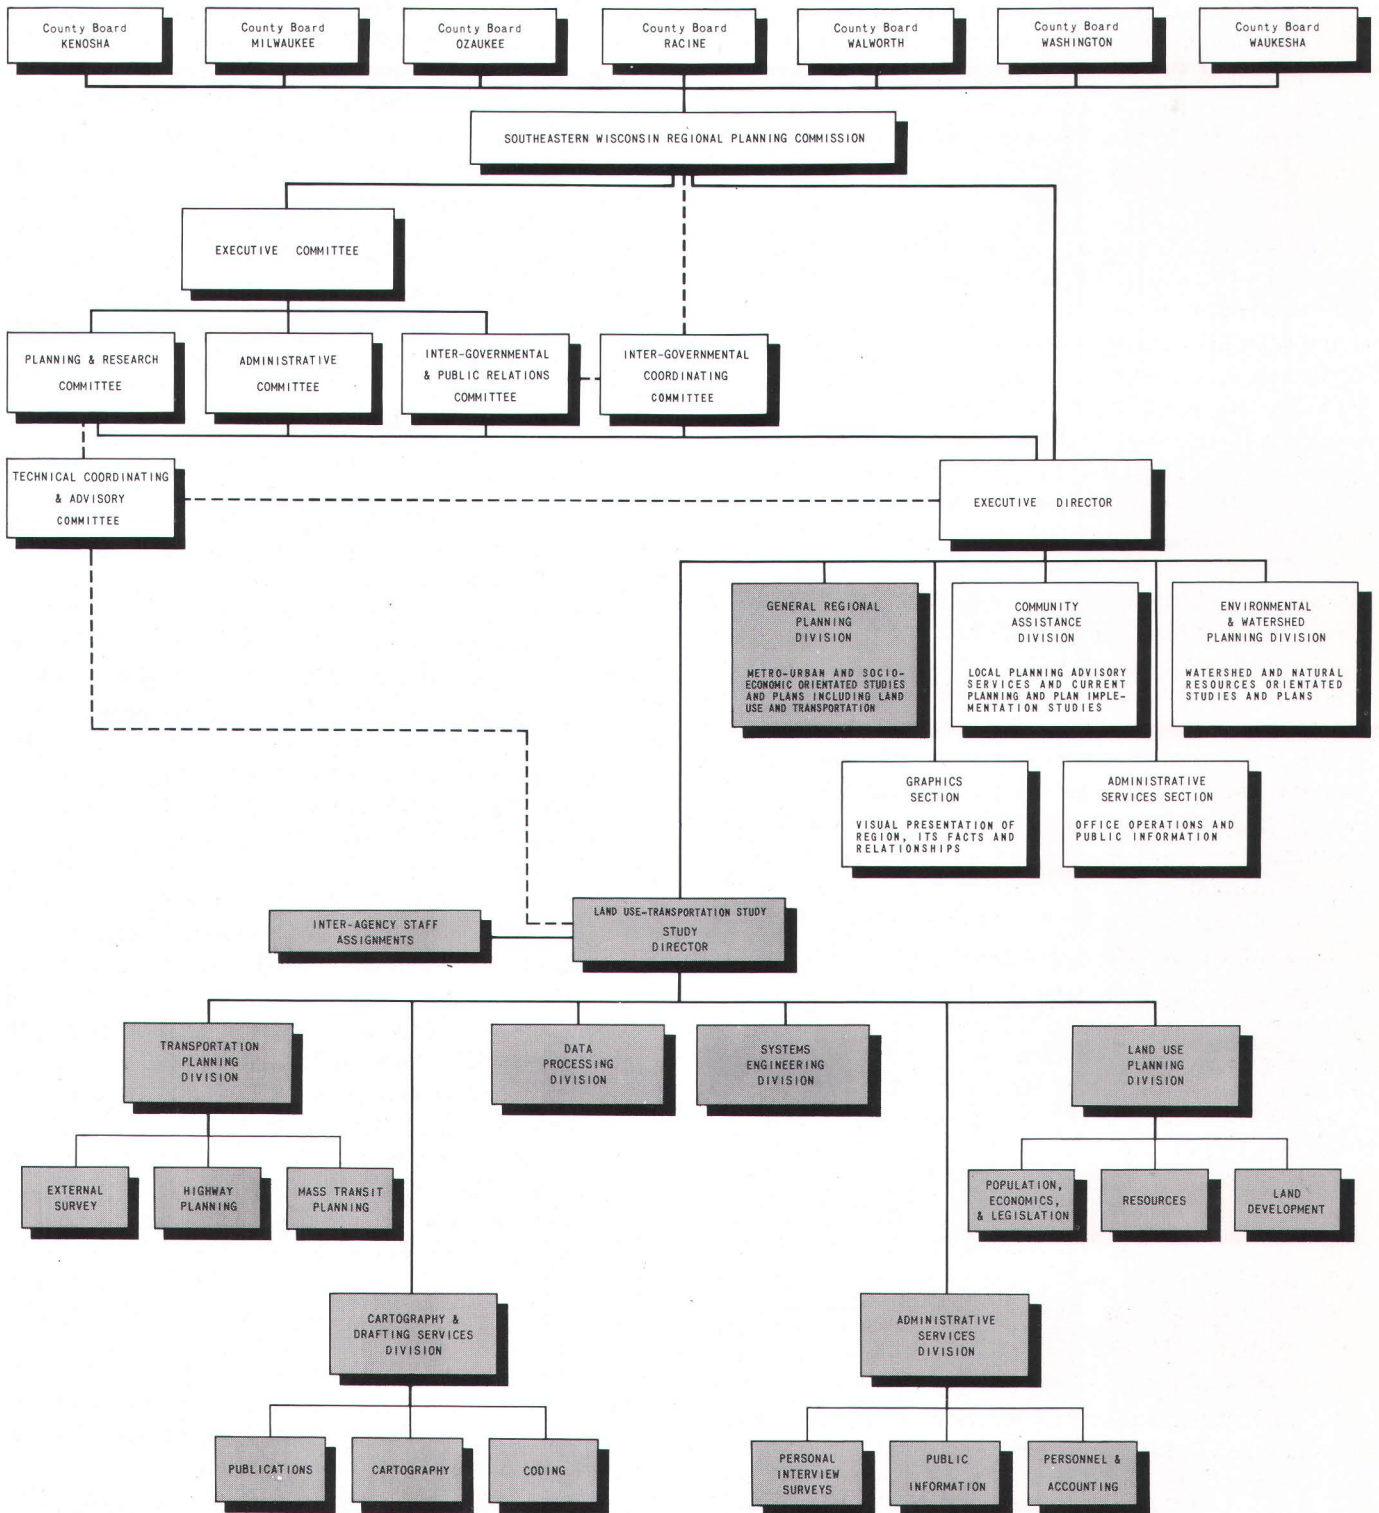 County Board
KENOSHA
County Board
MILWAUKEE
County Board
OZAUKEE
County Board
RACINE
County Board
WALWORTH
County Board
WASHINGTON
County Board
WAUKESHA
SOUTHEASTERN WISCONSIN REGIONAL PLANNING COMMISSION
EXECUTIVE COMMITTEE
PLANNING & RESEARCH
COMMITTEE
ADMINISTRATIVE
COMMITTEE
INTER-GOVERNMENTAL
& PUBLIC RELATIONS
COMMITTEE
INTER-GOVERNMENTAL
COORDINATING
COMMITTEE
TECHNICAL COORDINATING
& ADVISORY
COMMITTEE
EXECUTIVE DIRECTOR
GENERAL REGIONAL
PLANNING
DIVISION
METRO-URBAN AND SOCIO-
ECONOMIC ORIENTATED STUDIES
AND PLANS INCLUDING LAND
USE AND TRANSPORTATION
COMMUNITY
ASSISTANCE
DIVISION
LOCAL PLANNING ADVISORY
SERVICES AND CURRENT
PLANNING AND PLAN IMPLE-
MENTATION STUDIES
ENVIRONMENTAL
& WATERSHED
PLANNING DIVISION
WATERSHED AND NATURAL
RESOURCES ORIENTATED
STUDIES AND PLANS
GRAPHICS
SECTION
VISUAL PRESENTATION OF
REGION, ITS FACTS AND
RELATIONSHIPS
ADMINISTRATIVE
SERVICES SECTION
OFFICE OPERATIONS AND
PUBLIC INFORMATION
INTER-AGENCY STAFF
ASSIGNMENTS
LAND USE-TRANSPORTATION STUDY
STUDY
DIRECTOR
TRANSPORTATION
PLANNING
DIVISION
DATA
PROCESSING
DIVISION
SYSTEMS
ENGINEERING
DIVISION
LAND USE
PLANNING
DIVISION
EXTERNAL
SURVEY
HIGHWAY
PLANNING
MASS TRANSIT
PLANNING
POPULATION,
ECONOMICS,
& LEGISLATION
RESOURCES
LAND
DEVELOPMENT
CARTOGRAPHY &
DRAFTING SERVICES
DIVISION
ADMINISTRATIVE
SERVICES
DIVISION
PUBLICATIONS
CARTOGRAPHY
CODING
PERSONAL
INTERVIEW
SURVEYS
PUBLIC
INFORMATION
PERSONNEL &
ACCOUNTING